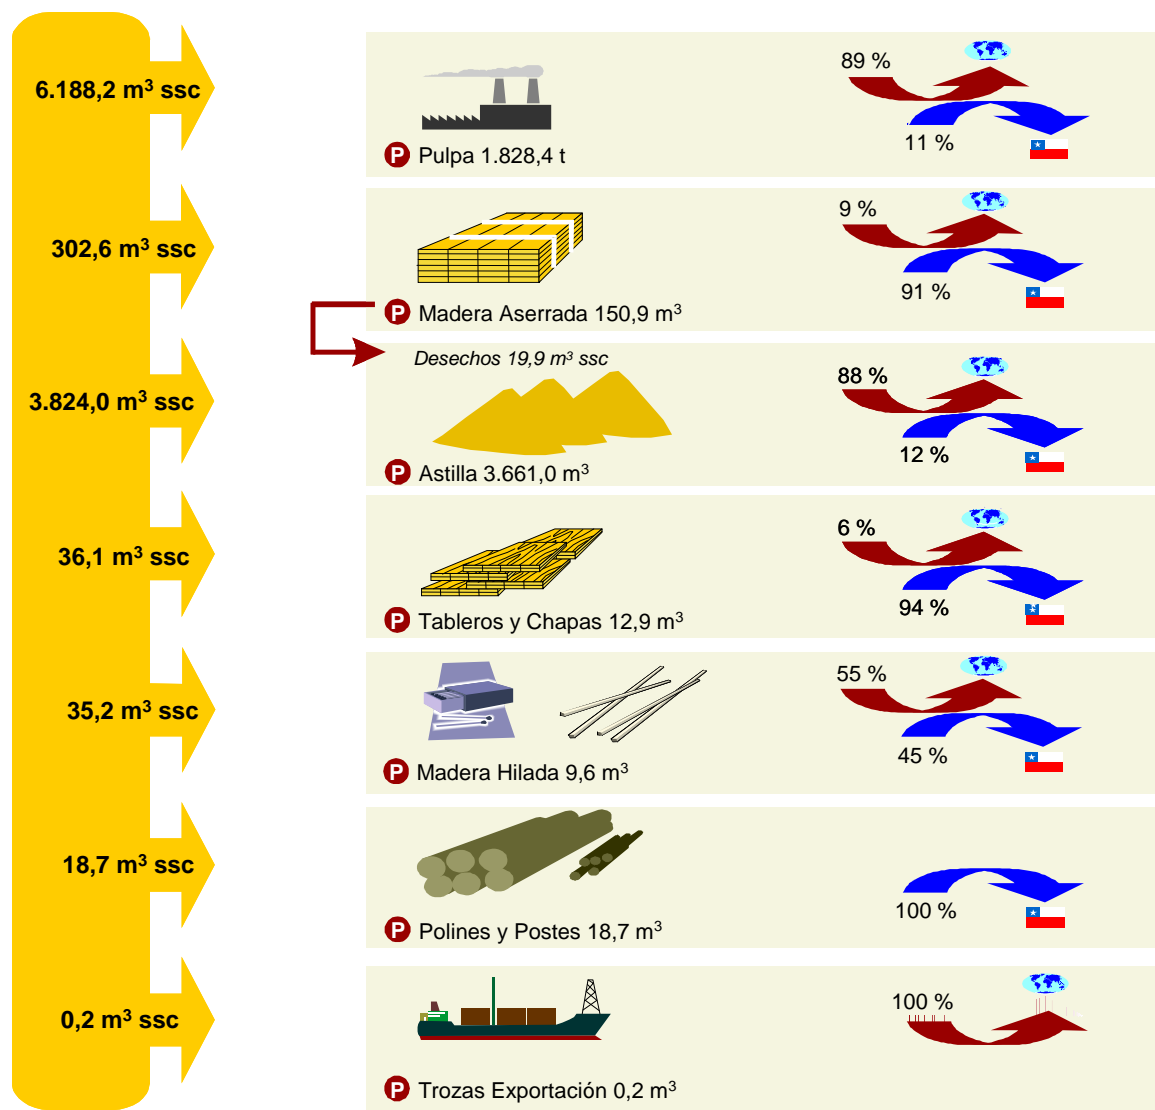 6.188,2 m³ ssc
89 %
11 %
P Pulpa 1.828,4 t
302,6 m³ ssc
9 %
91 %
P Madera Aserrada 150,9 m³
Desechos 19,9 m³ ssc
3.824,0 m³ ssc
88 %
12 %
P Astilla 3.661,0 m³
36,1 m³ ssc
6 %
94 %
P Tableros y Chapas 12,9 m³
35,2 m³ ssc
55 %
45 %
P Madera Hilada 9,6 m³
18,7 m³ ssc
100 %
P Polines y Postes 18,7 m³
0,2 m³ ssc
100 %
P Trozas Exportación 0,2 m³